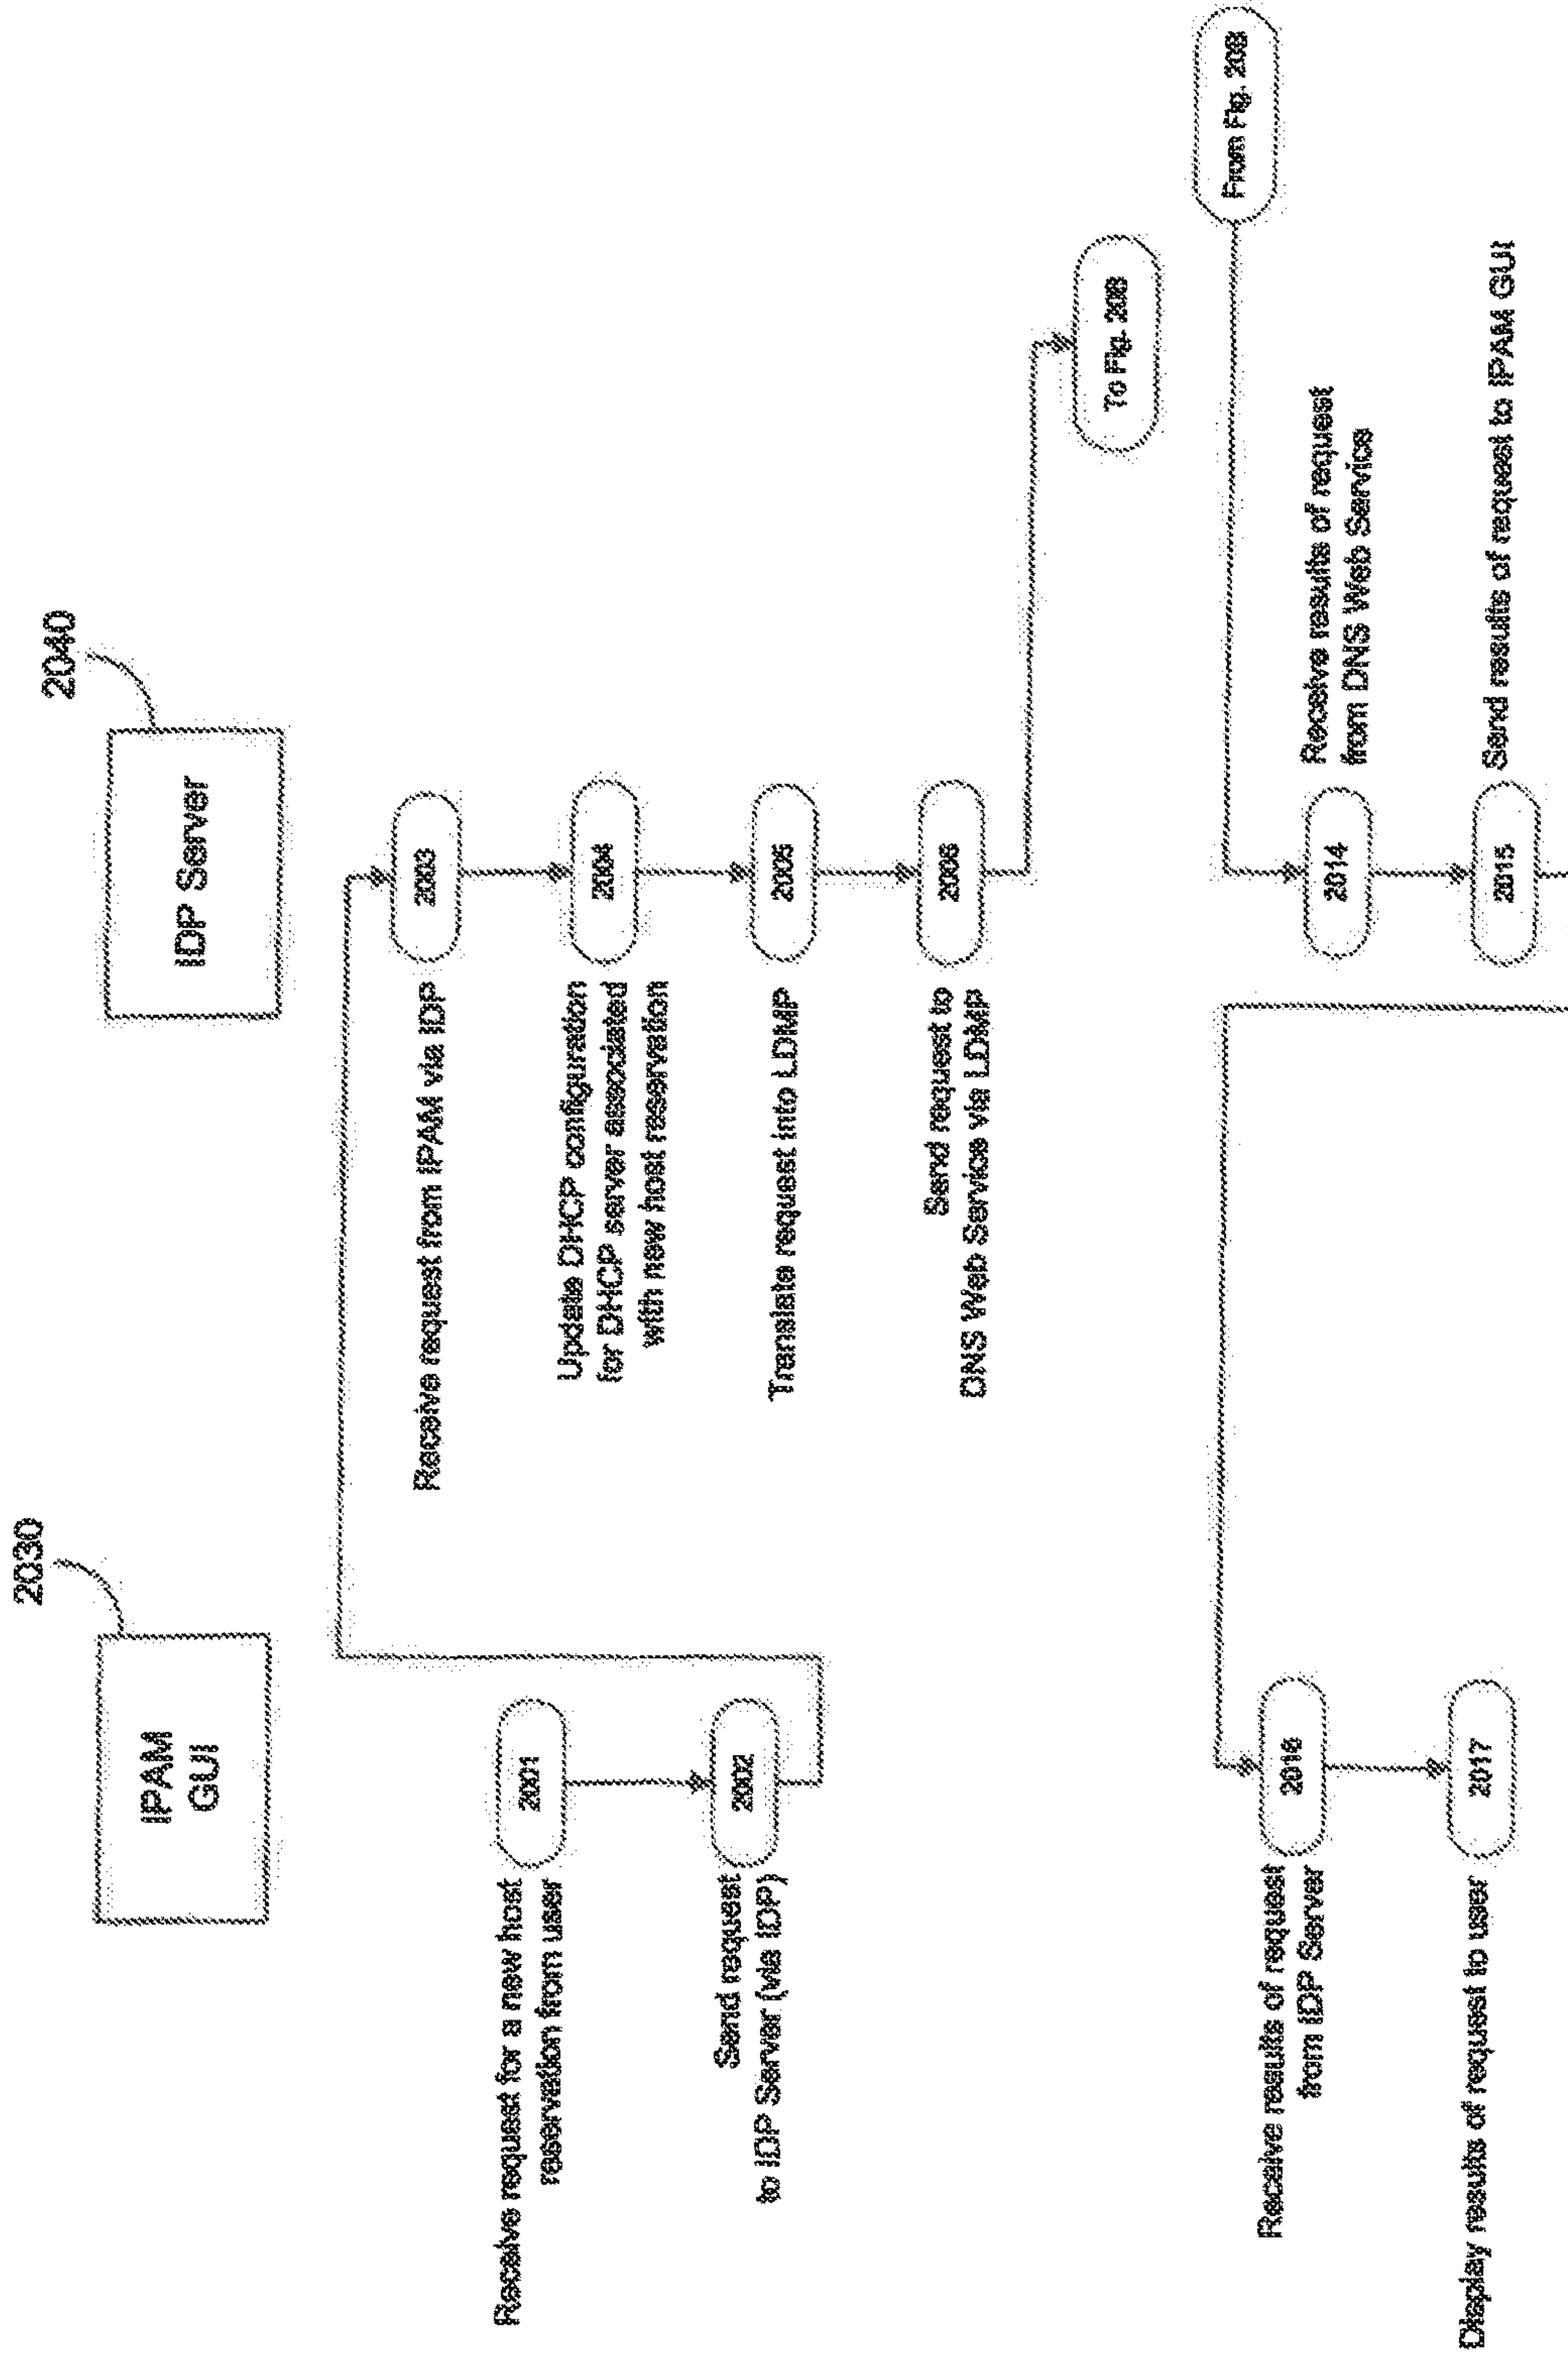 2030
IPAM
GUI
2040
IDP Server
Receive request for a new host
reservation from user
2001
Send request
to IDP Server (via IDP)
2002
Receive request from IPAM via IDP
2003
Update DHCP configuration
for DHCP server associated
with new host reservation
2004
Translate request into LDMP
2005
Send request to
DNS Web Service via LDMP
2006
To Fig. 20B
From Fig. 20B
2014
Receive results of request
from DNS Web Service
2015
Send results of request to IPAM GUI
Receive results of request
from IDP Server
2016
Display results of request to user
2017